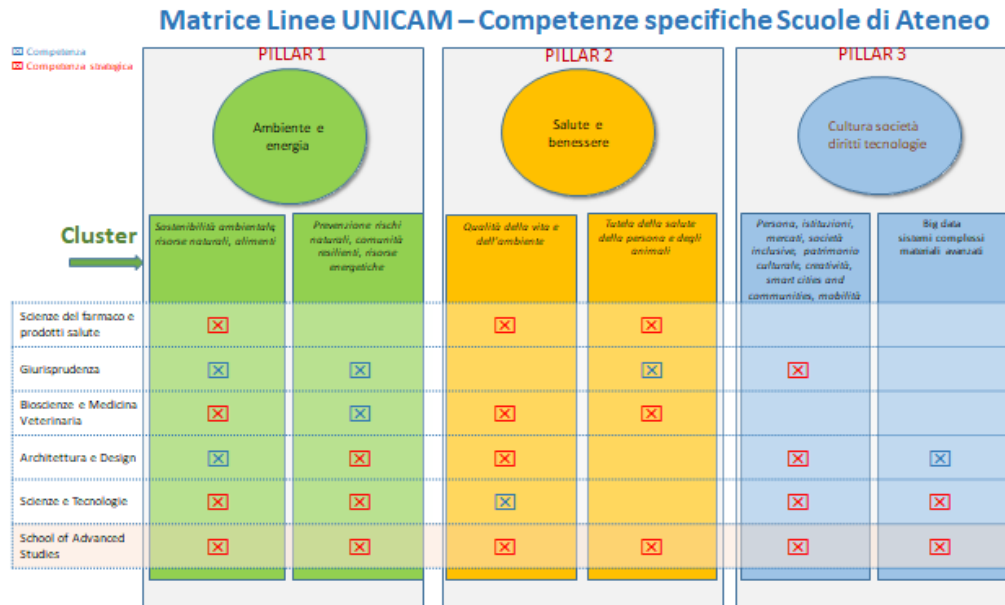 Matrice Linee UNICAM – Competenze specifiche Scuole di Ateneo
☒ Competenza
☒ Competenza strategica
PILLAR 1
PILLAR 2
PILLAR 3
Ambiente e
energia
Salute e
benessere
Cultura società
diritti tecnologie
Cluster
Sostenibilità ambientale,
risorse naturali, alimenti
Prevenzione rischi
naturali, comunità
resilienti, risorse
energetiche
Qualità della vita e
dell'ambiente
Tutela della salute
della persona e degli
animali
Persona, istituzioni,
mercati, società
inclusive, patrimonio
culturale, creatività,
smart cities and
communities, mobilità
Big data
sistemi complessi
materiali avanzati
Scienze del farmaco e
prodotti salute
Giurisprudenza
Bioscienze e Medicina
Veterinaria
Architettura e Design
Scienze e Tecnologie
School of Advanced
Studies